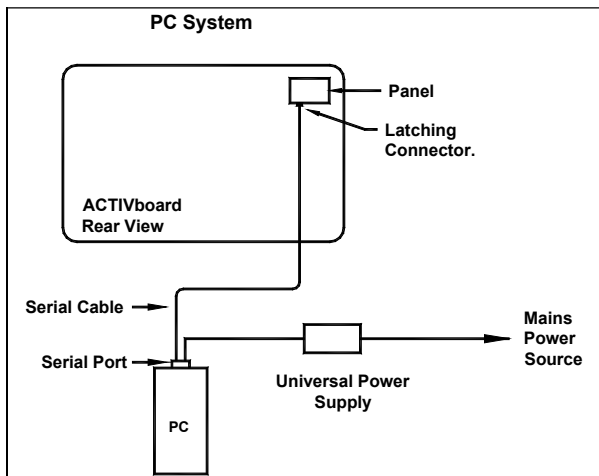 PC System
Panel
Latching
Connector.
ACTIVboard
Rear View
Serial Cable
Mains
Power
Source
Serial Port
Universal Power
Supply
PC